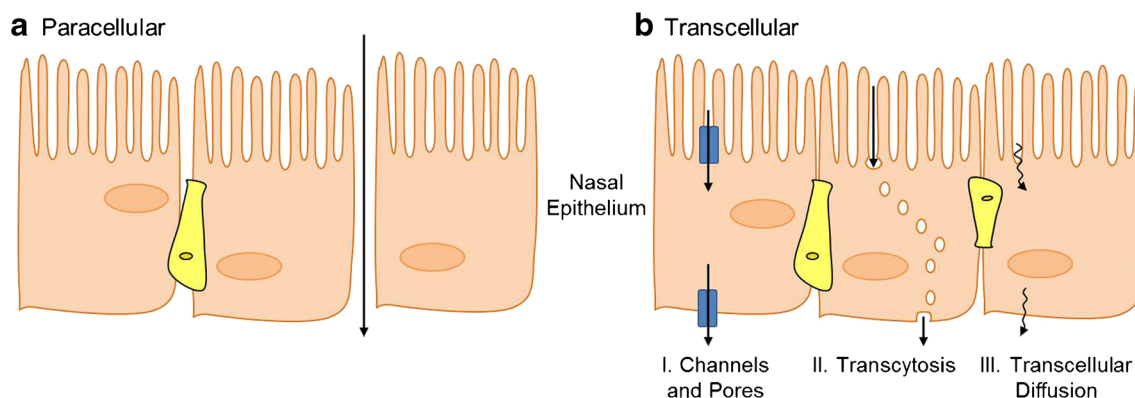 a Paracellular
b Transcellular
Nasal
Epithelium
I. Channels
and Pores
II. Transcytosis
III. Transcellular
Diffusion